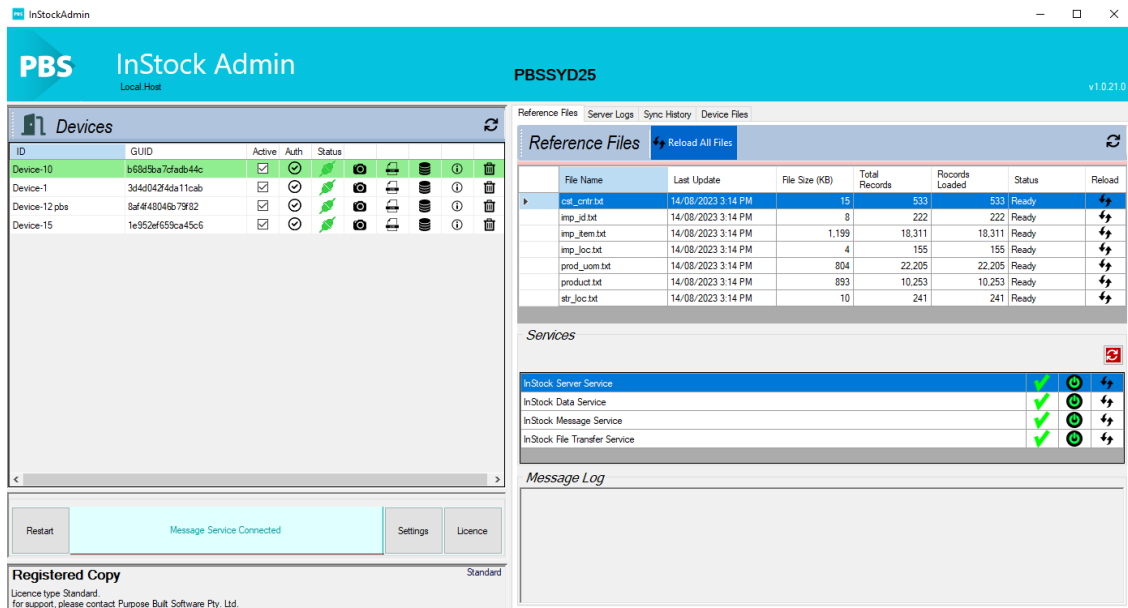 PBS InStockAdmin
PBS InStock Admin
Local.Host
PBSSYD25
v1.0.21.0
Devices
ID GUID Active Auth Status
Device-10 b68d5ba7cfadb44c
Device-1 3d4d042f4da11cab
Device-12 pbs 8af4f48046b79f82
Device-15 1e952ef659ca45c6
Restart Message Service Connected Settings Licence
Registered Copy Standard
Licence type Standard.
for support, please contact Purpose Built Software Pty. Ltd.
Reference Files Server Logs Sync History Device Files
Reference Files Reload All Files
File Name Last Update File Size (KB) Total Records Rocords Loaded Status Reload
cst_cntr.txt 14/08/2023 3:14 PM 15 533 533 Ready
imp_id.txt 14/08/2023 3:14 PM 8 222 222 Ready
imp_item.txt 14/08/2023 3:14 PM 1,199 18,311 18,311 Ready
imp_loc.txt 14/08/2023 3:14 PM 4 155 155 Ready
prod_uom.txt 14/08/2023 3:14 PM 804 22,205 22,205 Ready
product.txt 14/08/2023 3:14 PM 893 10,253 10,253 Ready
str_loc.txt 14/08/2023 3:14 PM 10 241 241 Ready
Services
InStock Server Service
InStock Data Service
InStock Message Service
InStock File Transfer Service
Message Log